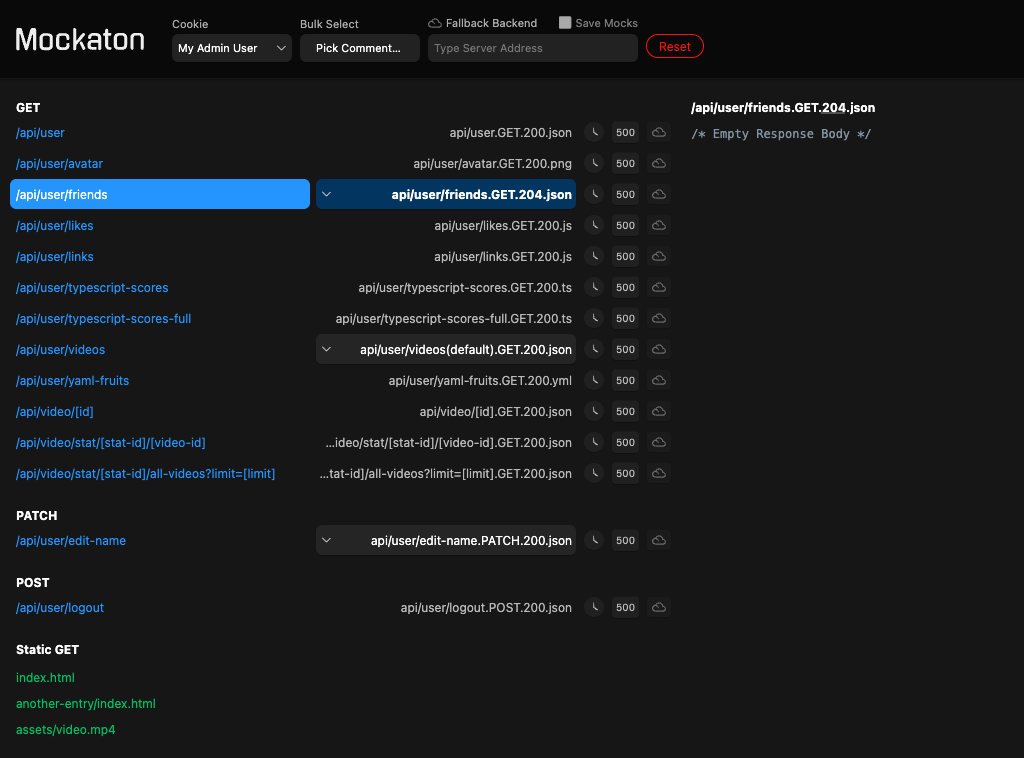 Mockaton
Cookie
My Admin User
Bulk Select
Pick Comment...
Fallback Backend
Save Mocks
Type Server Address
Reset
GET
/api/user api/user.GET.200.json 500
/api/user/avatar api/user/avatar.GET.200.png 500
/api/user/friends api/user/friends.GET.204.json 500
/api/user/likes api/user/likes.GET.200.js 500
/api/user/links api/user/links.GET.200.js 500
/api/user/typescript-scores api/user/typescript-scores.GET.200.ts 500
/api/user/typescript-scores-full api/user/typescript-scores-full.GET.200.ts 500
/api/user/videos api/user/videos(default).GET.200.json 500
/api/user/yaml-fruits api/user/yaml-fruits.GET.200.yml 500
/api/video/[id] api/video/[id].GET.200.json 500
/api/video/stat/[stat-id]/[video-id] ...ideo/stat/[stat-id]/[video-id].GET.200.json 500
/api/video/stat/[stat-id]/all-videos?limit=[limit] ...tat-id]/all-videos?limit=[limit].GET.200.json 500
PATCH
/api/user/edit-name api/user/edit-name.PATCH.200.json 500
POST
/api/user/logout api/user/logout.POST.200.json 500
Static GET
index.html
another-entry/index.html
assets/video.mp4
/api/user/friends.GET.204.json
/* Empty Response Body */